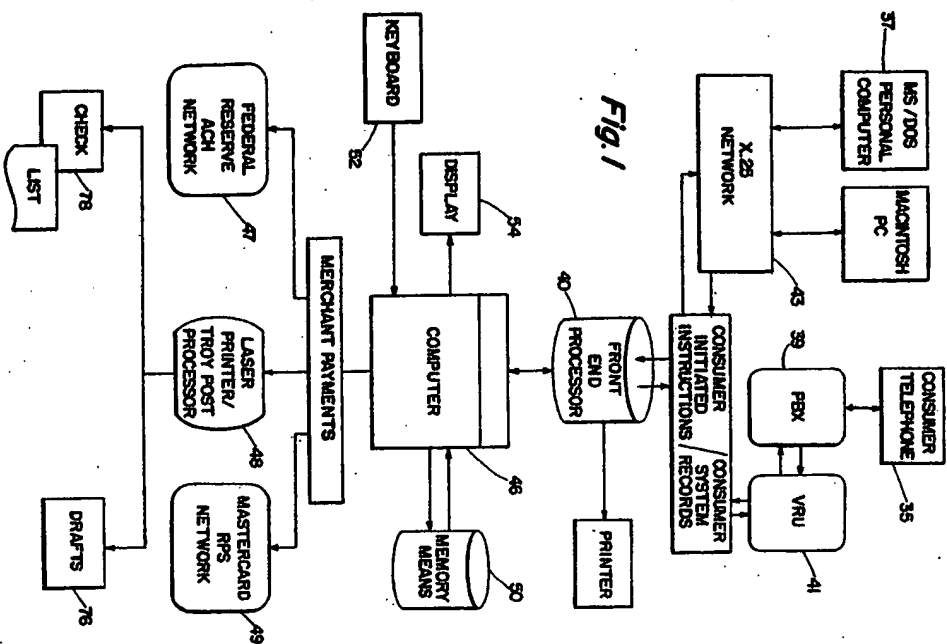 MS/DOS
PERSONAL
COMPUTER
37
MACINTOSH
PC
CONSUMER
TELEPHONE
35
X.25
NETWORK
43
39
PBX
VRU
41
CONSUMER
INITIATED
INSTRUCTIONS
/
CONSUMER
SYSTEM
RECORDS
Fig. 1
40
FRONT
END
PROCESSOR
PRINTER
KEYBOARD
52
DISPLAY
54
COMPUTER
46
MEMORY
MEANS
50
MERCHANT PAYMENTS
FEDERAL
RESERVE
ACH
NETWORK
47
LASER
PRINTER/
TROY POST
PROCESSOR
48
MASTERCARD
RPS
NETWORK
49
CHECK
78
LIST
DRAFTS
76